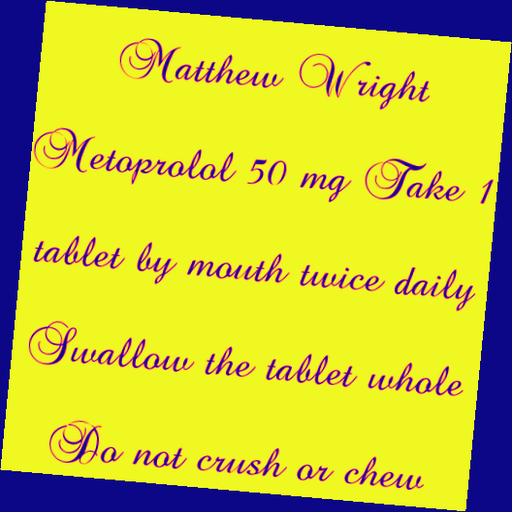 Matthew Wright
Metoprolol 50 mg Take 1
tablet by mouth twice daily
Swallow the tablet whole
Do not crush or chew